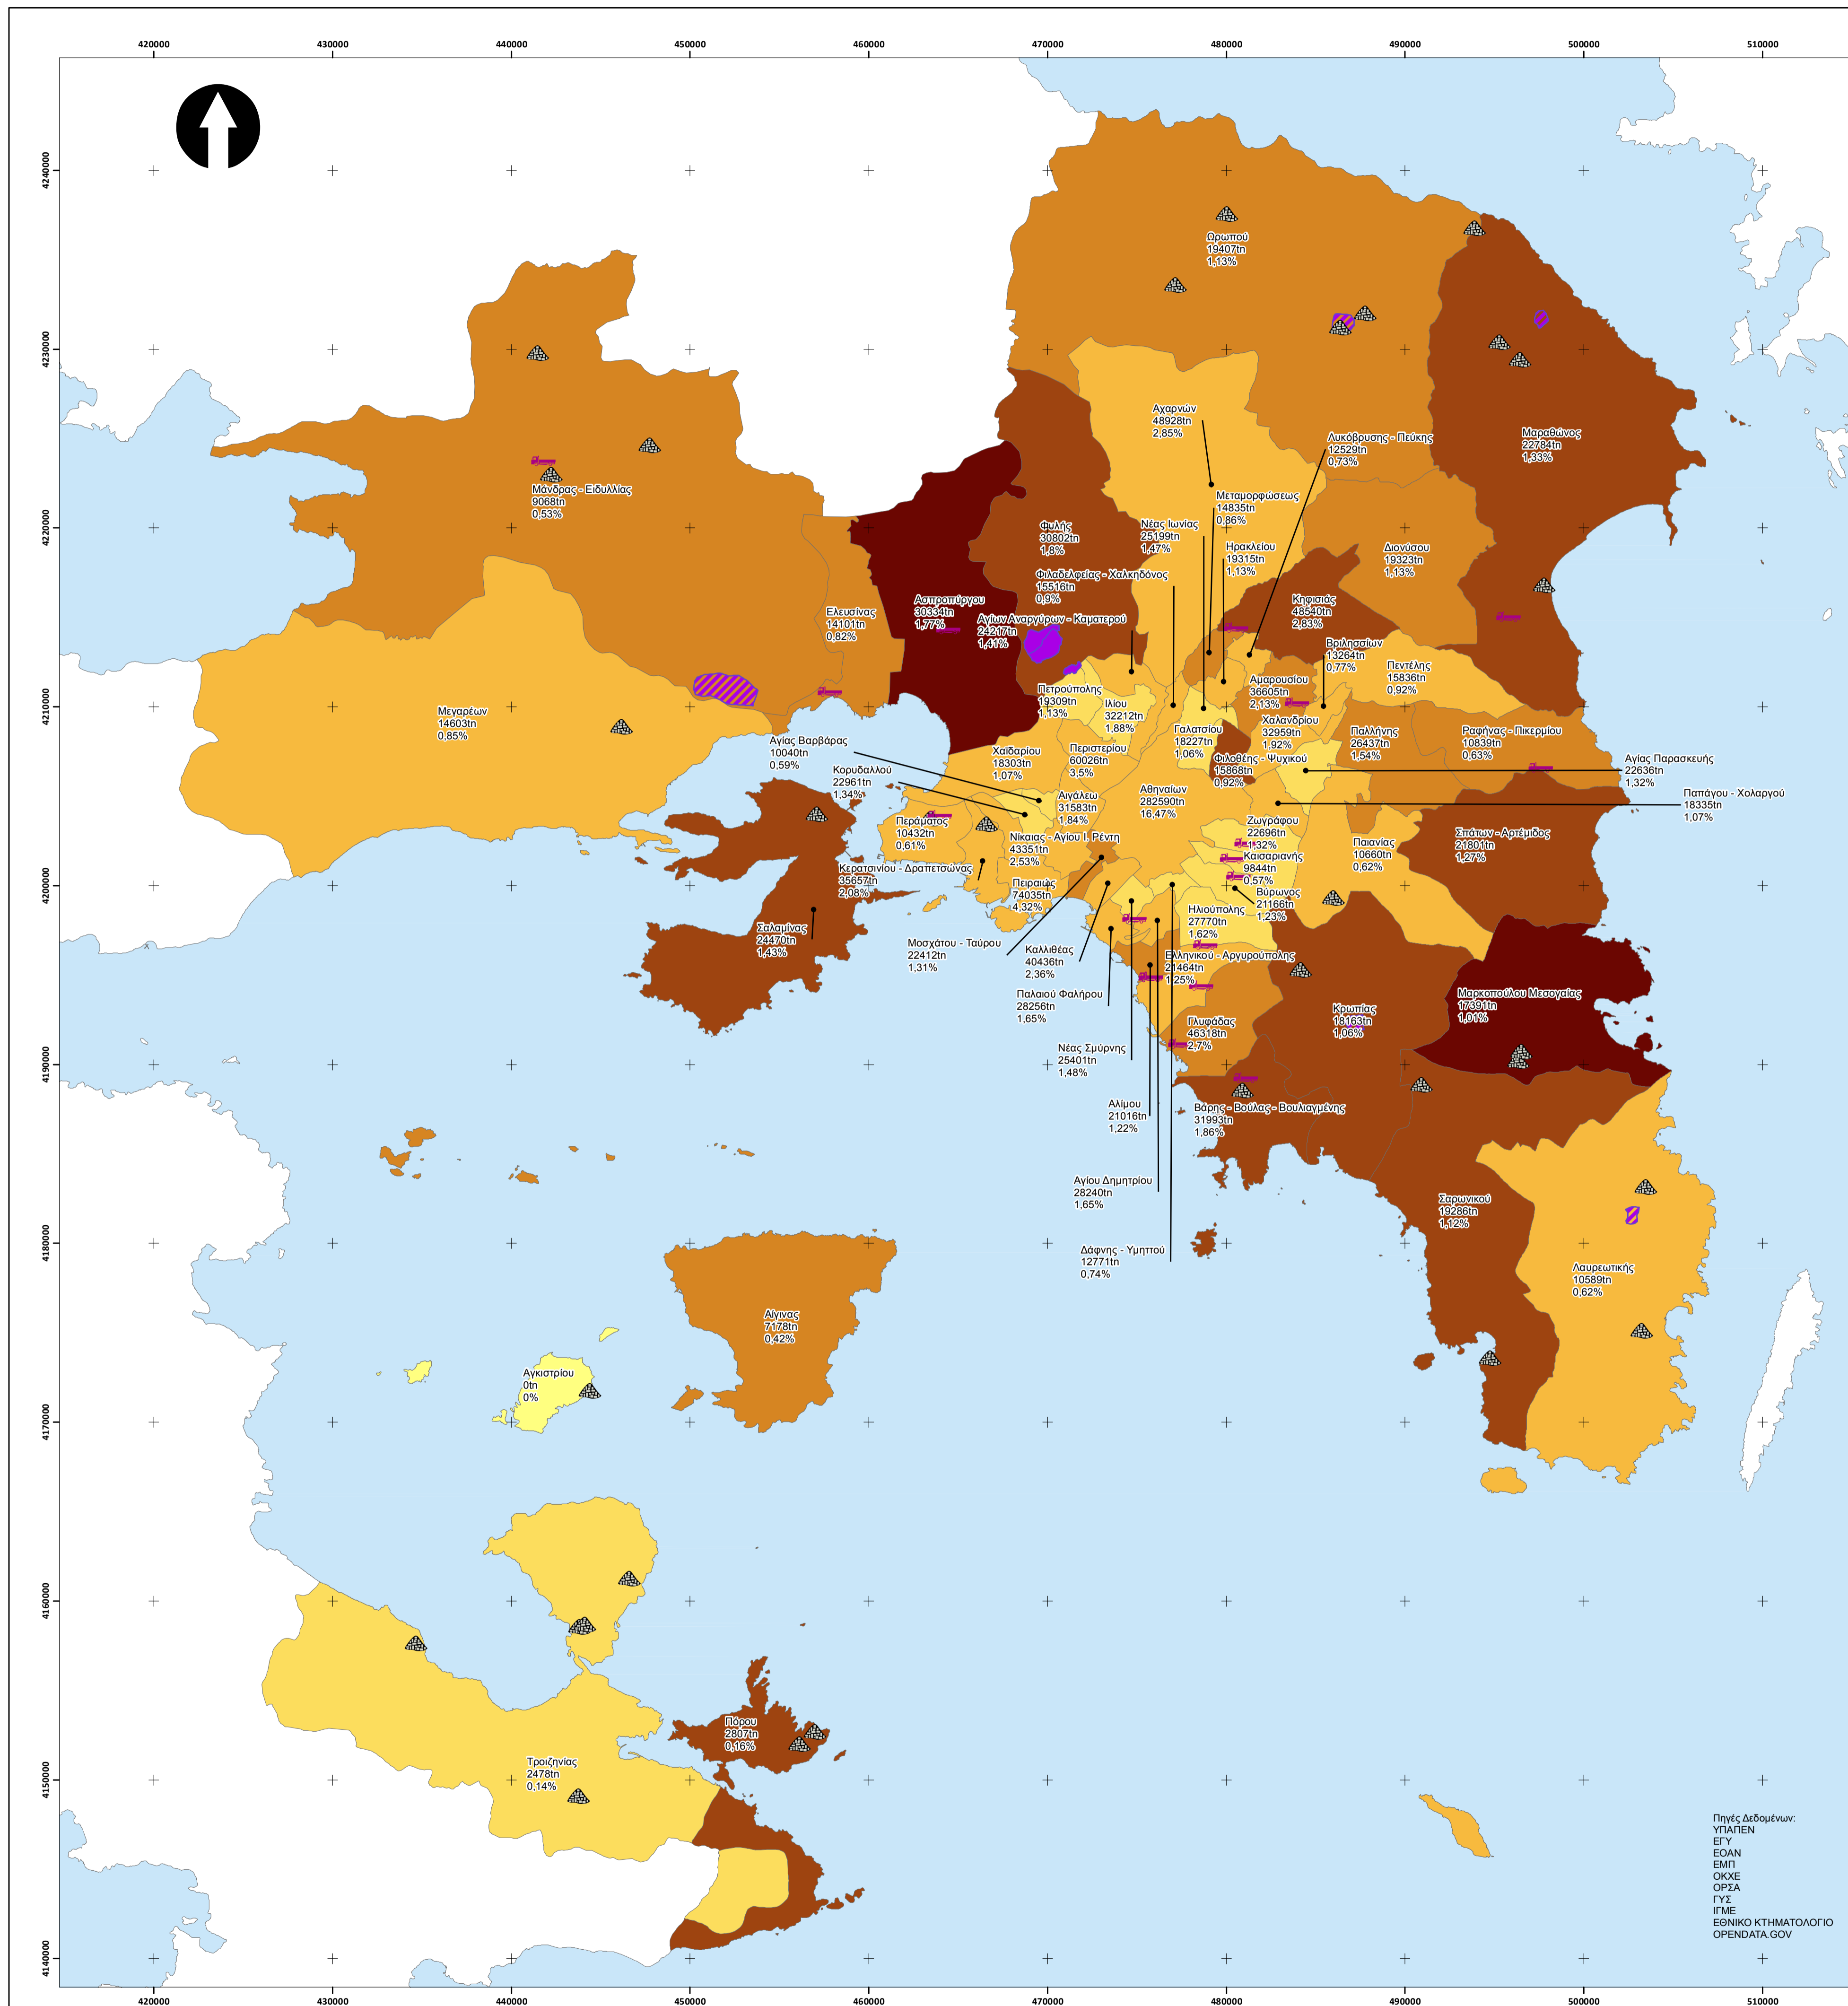 420000 430000 440000 450000 460000 470000 480000 490000 500000 510000
4240000
4230000
4220000
4210000
4200000
4190000
4180000
4170000
4160000
4150000
4140000
Ωρωπού
19407tn
1,13%
Αχαρνών
48928tn
2,85%
Λυκόβρυσης - Πεύκης
12529tn
0,73%
Μαραθώνος
22784tn
1,33%
Μάνδρας - Ειδυλλίας
9068tn
0,53%
Μεταμορφώσεως
14835tn
0,86%
Φυλής
30802tn
1,8%
Νέας Ιωνίας
25199tn
1,47%
Ηρακλείου
19315tn
1,13%
Διονύσου
19323tn
1,13%
Φιλαδελφείας - Χαλκηδόνος
15516tn
0,9%
Κηφισιάς
48540tn
2,83%
Ελευσίνας
14101tn
0,82%
Ασπροπύργου
30334tn
1,77%
Αγίων Αναργύρων - Καματερού
24217tn
1,41%
Βριλησσίων
13264tn
0,77%
Πεντέλης
15836tn
0,92%
Μεγαρέων
14603tn
0,85%
Πετρούπολης
19309tn
1,13%
Ιλίου
32212tn
1,88%
Αμαρουσίου
36605tn
2,13%
Χαλανδρίου
32959tn
1,92%
Γαλατσίου
18227tn
1,06%
Παλλήνης
26437tn
1,54%
Ραφήνας - Πικερμίου
10839tn
0,63%
Αγίας Βαρβάρας
10040tn
0,59%
Χαϊδαρίου
18303tn
1,07%
Περιστερίου
60026tn
3,5%
Φιλοθέης - Ψυχικού
15868tn
0,92%
Αγίας Παρασκευής
22636tn
1,32%
Κορυδαλλού
22961tn
1,34%
Αιγάλεω
31583tn
1,84%
Αθηναίων
282590tn
16,47%
Παπάγου - Χολαργού
18335tn
1,07%
Περάματος
10432tn
0,61%
Νίκαιας - Αγίου Ι. Ρέντη
43351tn
2,53%
Ζωγράφου
22696tn
1,32%
Παιανίας
10660tn
0,62%
Σπάτων - Αρτέμιδος
21801tn
1,27%
Κερατσινίου - Δραπετσώνας
35657tn
2,08%
Καισαριανής
9844tn
0,57%
Πειραιώς
74035tn
4,32%
Βύρωνος
21166tn
1,23%
Ηλιούπολης
27770tn
1,62%
Σαλαμίνας
24470tn
1,43%
Μοσχάτου - Ταύρου
22412tn
1,31%
Καλλιθέας
40436tn
2,36%
Ελληνικού - Αργυρούπολης
21464tn
1,25%
Παλαιού Φαλήρου
28256tn
1,65%
Μαρκοπούλου Μεσογαίας
17391tn
1,01%
Κρωπίας
18163tn
1,06%
Γλυφάδας
46318tn
2,7%
Νέας Σμύρνης
25401tn
1,48%
Αλίμου
21016tn
1,22%
Βάρης - Βούλας - Βουλιαγμένης
31993tn
1,86%
Αγίου Δημητρίου
28240tn
1,65%
Σαρωνικού
19286tn
1,12%
Δάφνης - Υμηττού
12771tn
0,74%
Λαυρεωτικής
10589tn
0,62%
Αίγινας
7178tn
0,42%
Αγκιστρίου
0tn
0%
Πόρου
2807tn
0,16%
Τροιζηνίας
2478tn
0,14%
Πηγές Δεδομένων:
ΥΠΑΠΕΝ
ΕΓΥ
ΕΟΑΝ
ΕΜΠ
ΟΚΧΕ
ΟΡΣΑ
ΓΥΣ
ΙΓΜΕ
ΕΘΝΙΚΟ ΚΤΗΜΑΤΟΛΟΓΙΟ
OPENDATA.GOV
420000 430000 440000 450000 460000 470000 480000 490000 500000 510000